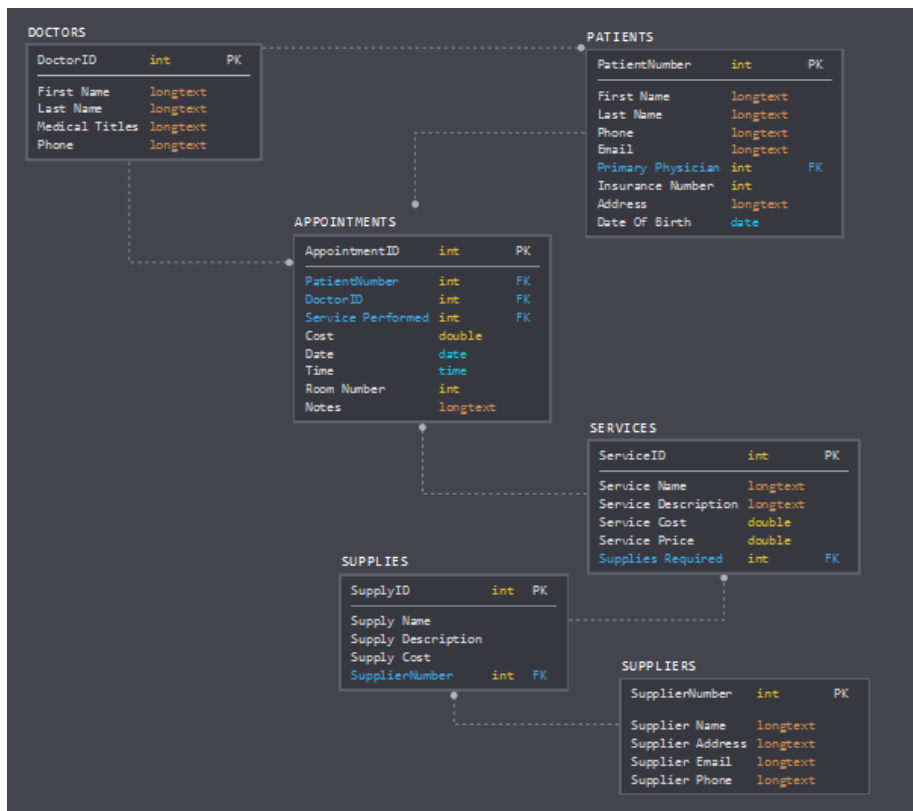 DOCTORS
DoctorID int PK
First Name longtext
Last Name longtext
Medical Titles longtext
Phone longtext
PATIENTS
PatientNumber int PK
First Name longtext
Last Name longtext
Phone longtext
Email longtext
Primary Physician int FK
Insurance Number int
Address longtext
Date Of Birth date
APPOINTMENTS
AppointmentID int PK
PatientNumber int FK
DoctorID int FK
Service Performed int FK
Cost double
Date date
Time time
Room Number int
Notes longtext
SERVICES
ServiceID int PK
Service Name longtext
Service Description longtext
Service Cost double
Service Price double
Supplies Required int FK
SUPPLIES
SupplyID int PK
Supply Name
Supply Description
Supply Cost
SupplierNumber int FK
SUPPLIERS
SupplierNumber int PK
Supplier Name longtext
Supplier Address longtext
Supplier Email longtext
Supplier Phone longtext